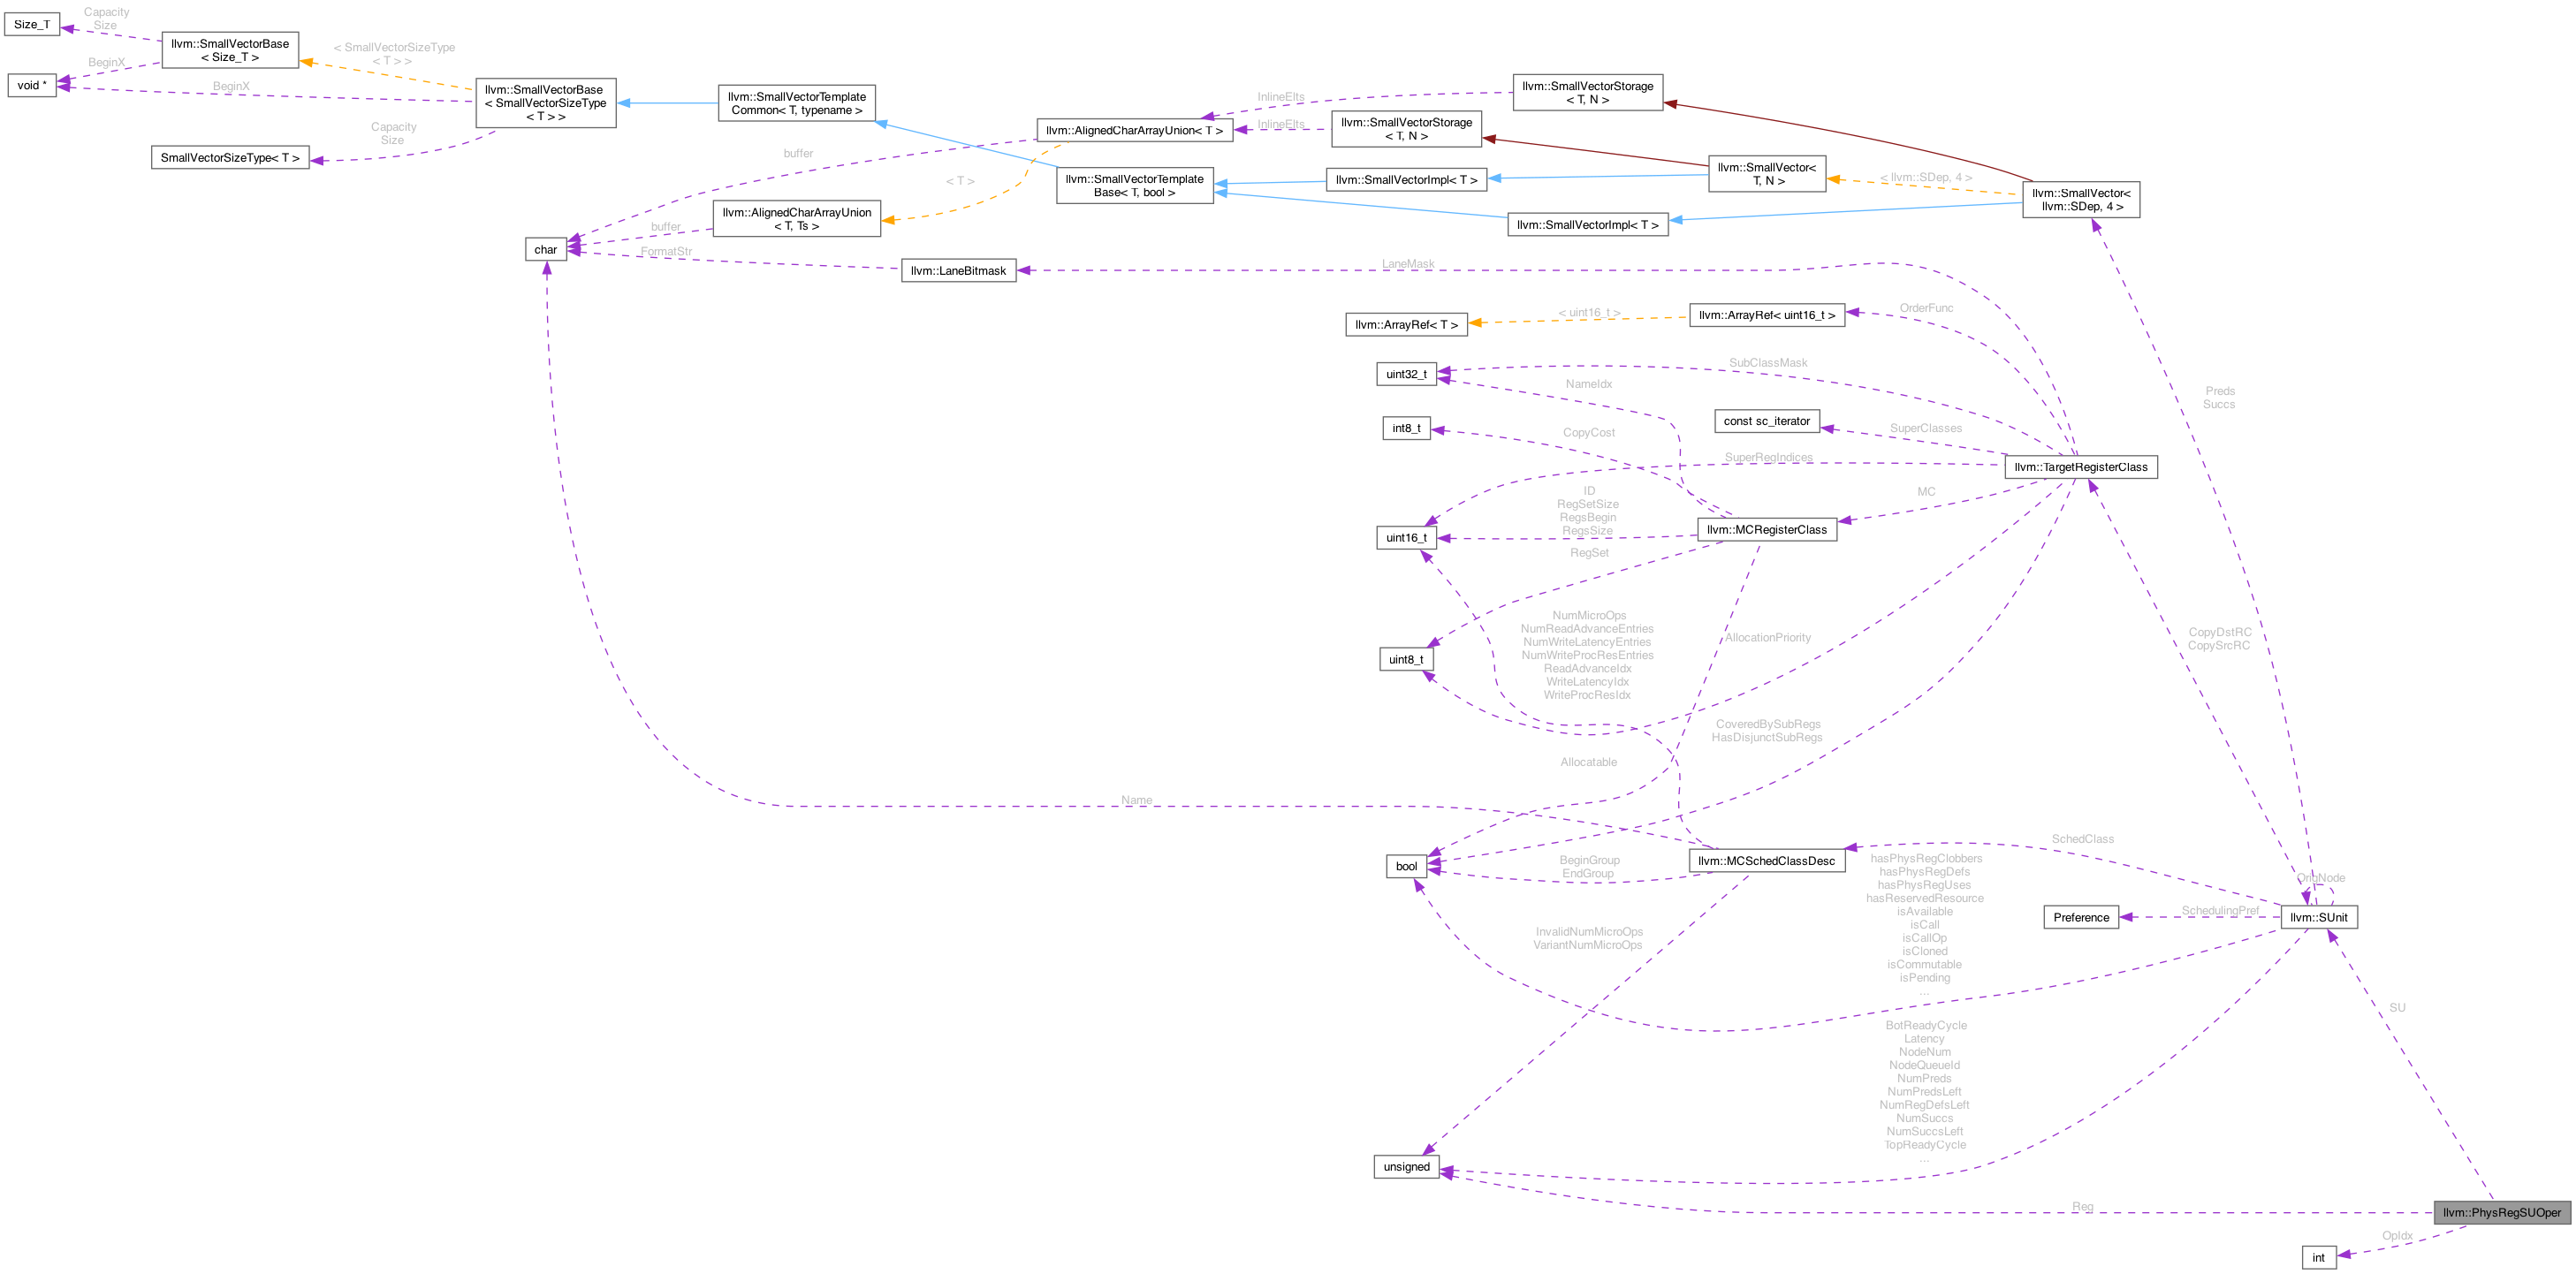 Size_T
Capacity
Size
llvm::SmallVectorBase
< Size_T >
< SmallVectorSizeType
< T > >
void *
BeginX
BeginX
llvm::SmallVectorBase
< SmallVectorSizeType
< T > >
Capacity
Size
SmallVectorSizeType< T >
llvm::SmallVectorTemplate
Common< T, typename >
InlineElts
llvm::SmallVectorStorage
< T, N >
llvm::AlignedCharArrayUnion< T >
InlineElts
llvm::SmallVectorStorage
< T, N >
buffer
< T >
llvm::SmallVectorTemplate
Base< T, bool >
llvm::SmallVectorImpl< T >
llvm::SmallVector<
T, N >
< llvm::SDep, 4 >
llvm::SmallVector<
llvm::SDep, 4 >
llvm::AlignedCharArrayUnion
< T, Ts >
llvm::SmallVectorImpl< T >
buffer
char
FormatStr
llvm::LaneBitmask
LaneMask
llvm::ArrayRef< T >
< uint16_t >
llvm::ArrayRef< uint16_t >
OrderFunc
uint32_t
SubClassMask
NameIdx
Preds
Succs
int8_t
CopyCost
const sc_iterator
SuperClasses
SuperRegIndices
llvm::TargetRegisterClass
ID
RegSetSize
RegsBegin
RegsSize
MC
uint16_t
llvm::MCRegisterClass
RegSet
NumMicroOps
NumReadAdvanceEntries
NumWriteLatencyEntries
NumWriteProcResEntries
ReadAdvanceIdx
WriteLatencyIdx
WriteProcResIdx
AllocationPriority
CopyDstRC
CopySrcRC
uint8_t
CoveredBySubRegs
HasDisjunctSubRegs
Allocatable
Name
bool
BeginGroup
EndGroup
llvm::MCSchedClassDesc
SchedClass
hasPhysRegClobbers
hasPhysRegDefs
hasPhysRegUses
hasReservedResource
isAvailable
isCall
isCallOp
isCloned
isCommutable
isPending
...
OrigNode
Preference
SchedulingPref
llvm::SUnit
InvalidNumMicroOps
VariantNumMicroOps
SU
BotReadyCycle
Latency
NodeNum
NodeQueueId
NumPreds
NumPredsLeft
NumRegDefsLeft
NumSuccs
NumSuccsLeft
TopReadyCycle
...
unsigned
Reg
llvm::PhysRegSUOper
OpIdx
int